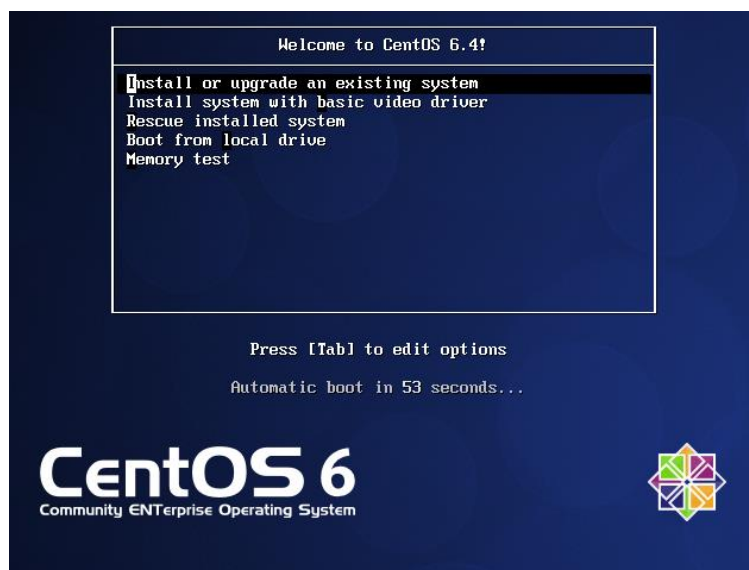 Welcome to CentOS 6.4!
Install or upgrade an existing system
Install system with basic video driver
Rescue installed system
Boot from local drive
Memory test
Press [Tab] to edit options
Automatic boot in 53 seconds...
CentOS 6
Community ENTerprise Operating System